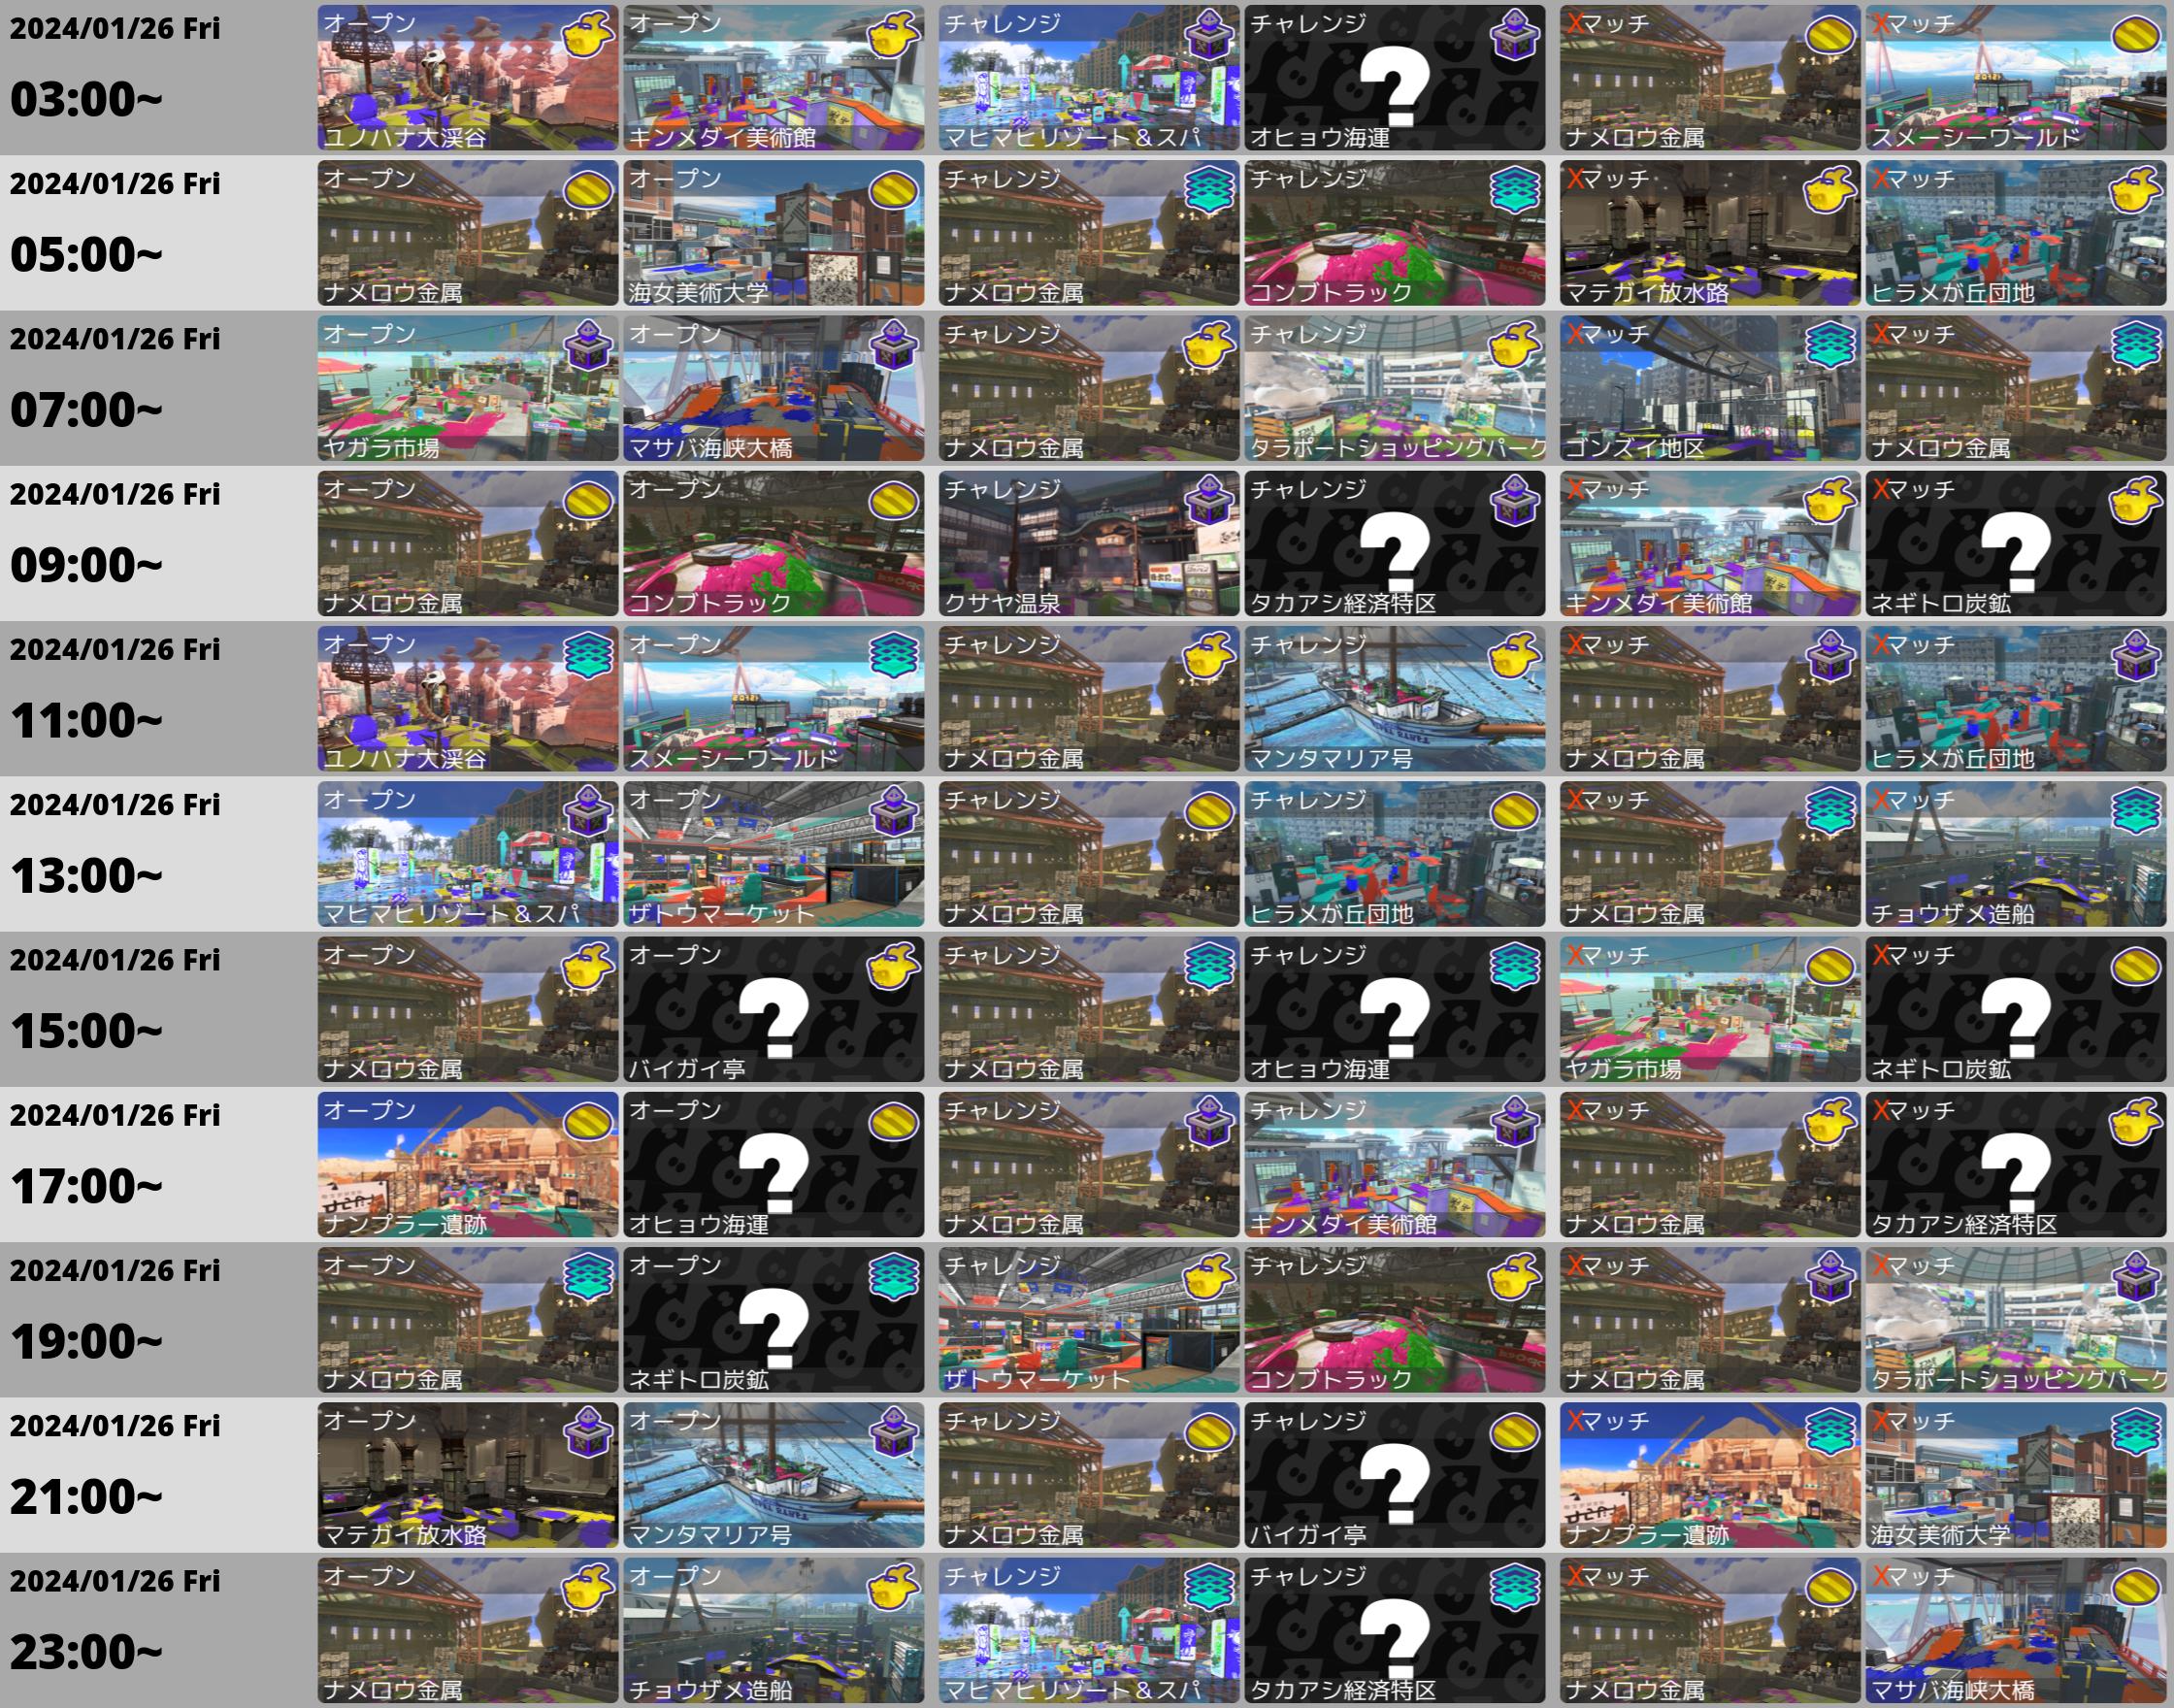 2024/01/26 Fri
03:00~
オープン オープン チャレンジ チャレンジ Xマッチ Xマッチ
ユノハナ大渓谷 キンメダイ美術館 マヒマヒリゾート＆スパ オヒョウ海運 ナメロウ金属 スメーシーワールド
2024/01/26 Fri
05:00~
オープン オープン チャレンジ チャレンジ Xマッチ Xマッチ
ナメロウ金属 海女美術大学 ナメロウ金属 コンブトラック マテガイ放水路 ヒラメが丘団地
2024/01/26 Fri
07:00~
オープン オープン チャレンジ チャレンジ Xマッチ Xマッチ
ヤガラ市場 マサバ海峡大橋 ナメロウ金属 タラポートショッピングパーク ゴンズイ地区 ナメロウ金属
2024/01/26 Fri
09:00~
オープン オープン チャレンジ チャレンジ Xマッチ Xマッチ
ナメロウ金属 コンブトラック クサヤ温泉 タカアシ経済特区 キンメダイ美術館 ネギトロ炭鉱
2024/01/26 Fri
11:00~
オープン オープン チャレンジ チャレンジ Xマッチ Xマッチ
ユノハナ大渓谷 スメーシーワールド ナメロウ金属 マンタマリア号 ナメロウ金属 ヒラメが丘団地
2024/01/26 Fri
13:00~
オープン オープン チャレンジ チャレンジ Xマッチ Xマッチ
マヒマヒリゾート＆スパ ザトウマーケット ナメロウ金属 ヒラメが丘団地 ナメロウ金属 チョウザメ造船
2024/01/26 Fri
15:00~
オープン オープン チャレンジ チャレンジ Xマッチ Xマッチ
ナメロウ金属 バイガイ亭 ナメロウ金属 オヒョウ海運 ヤガラ市場 ネギトロ炭鉱
2024/01/26 Fri
17:00~
オープン オープン チャレンジ チャレンジ Xマッチ Xマッチ
ナンプラー遺跡 オヒョウ海運 ナメロウ金属 キンメダイ美術館 ナメロウ金属 タカアシ経済特区
2024/01/26 Fri
19:00~
オープン オープン チャレンジ チャレンジ Xマッチ Xマッチ
ナメロウ金属 ネギトロ炭鉱 ザトウマーケット コンブトラック ナメロウ金属 タラポートショッピングパーク
2024/01/26 Fri
21:00~
オープン オープン チャレンジ チャレンジ Xマッチ Xマッチ
マテガイ放水路 マンタマリア号 ナメロウ金属 バイガイ亭 ナンプラー遺跡 海女美術大学
2024/01/26 Fri
23:00~
オープン オープン チャレンジ チャレンジ Xマッチ Xマッチ
ナメロウ金属 チョウザメ造船 マヒマヒリゾート＆スパ タカアシ経済特区 ナメロウ金属 マサバ海峡大橋